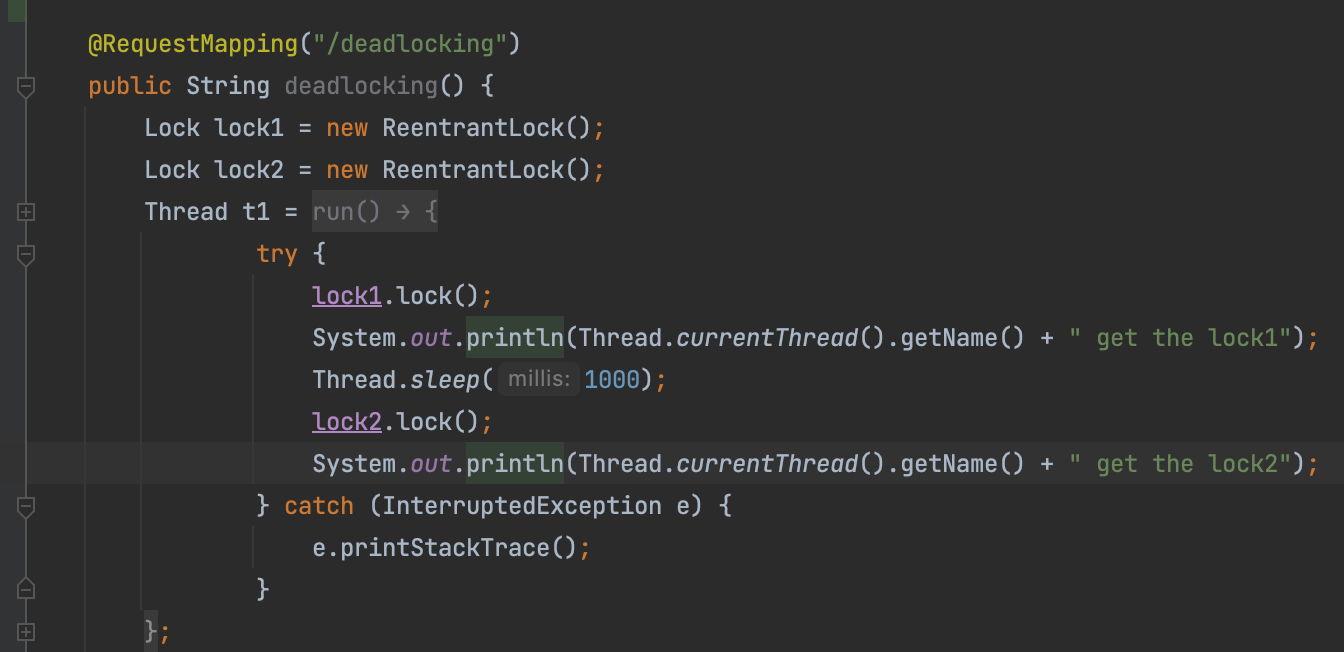 @RequestMapping("/deadlocking")
public String deadlocking() {
Lock lock1 = new ReentrantLock();
Lock lock2 = new ReentrantLock();
Thread t1 = run() → {
try {
lock1.lock();
System.out.println(Thread.currentThread().getName() + " get the lock1");
Thread.sleep( millis: 1000);
lock2.lock();
System.out.println(Thread.currentThread().getName() + " get the lock2");
} catch (InterruptedException e) {
e.printStackTrace();
}
};